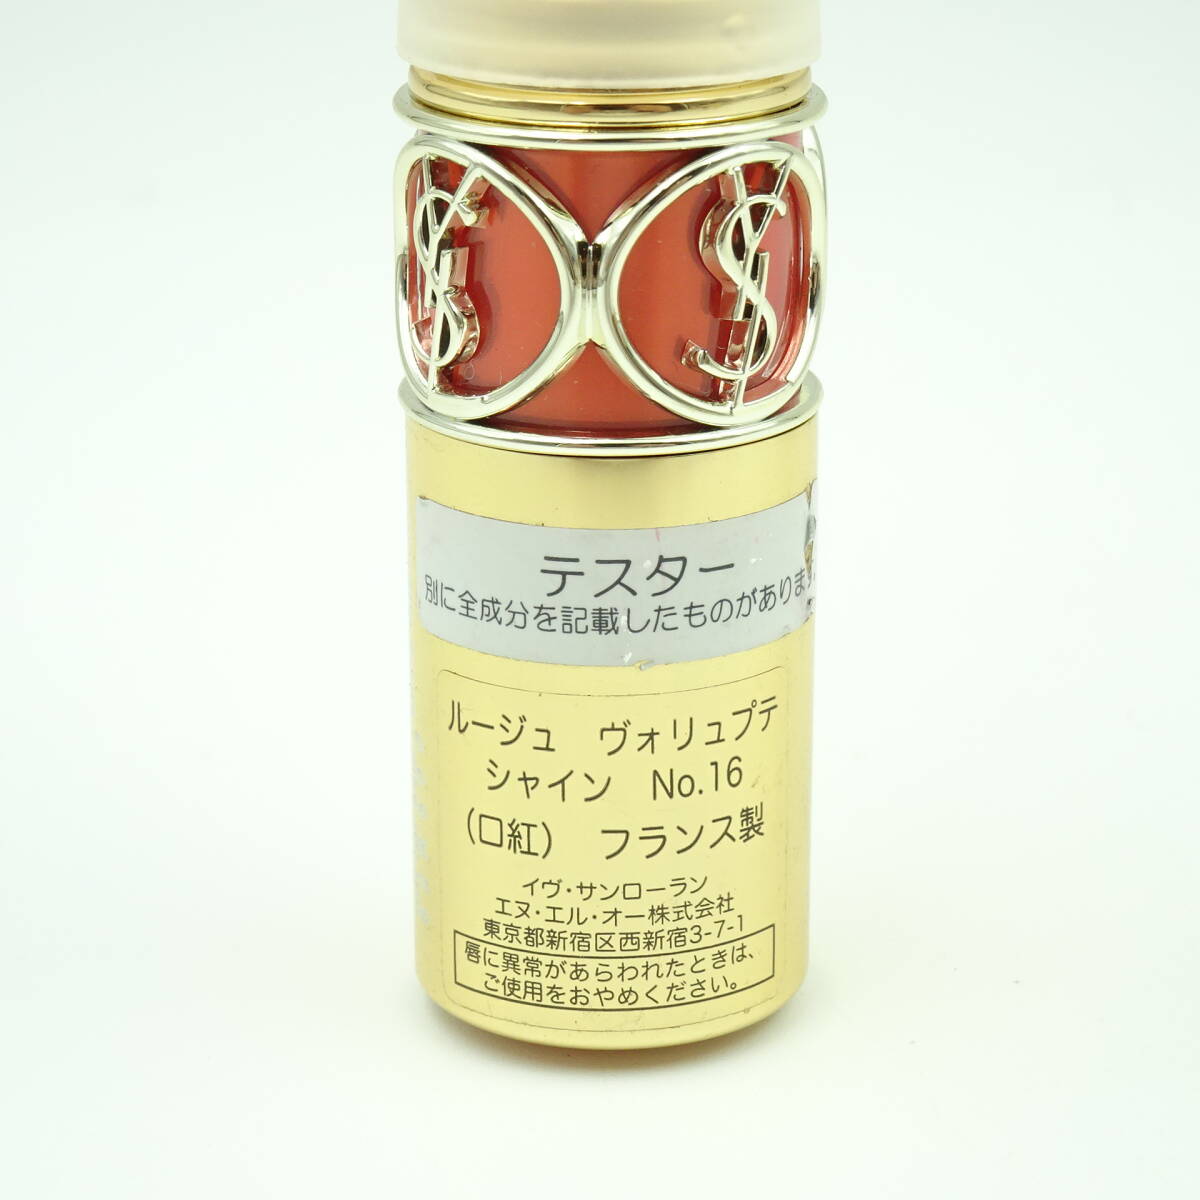 YSL YSL
テスター
別に全成分を記載したものがあります
ルージュ ヴォリュプテ
シャイン No.16
(口紅) フランス製
イヴ・サンローラン
エヌ・エル・オー株式会社
東京都新宿区西新宿3-7-1
唇に異常があらわれたときは、
ご使用をおやめください。